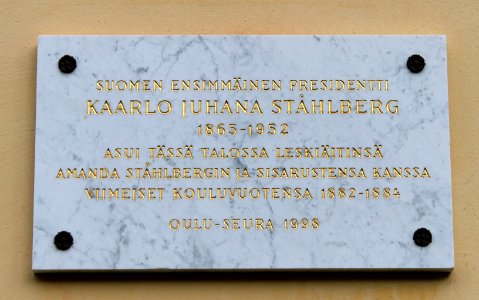 SUOMEN ENSIMMÄINEN PRESIDENTTI
KAARLO JUHANA STÅHLBERG
1865-1952
ASUI TÄSSÄ TALOSSA LESKIÄITINSÄ
AMANDA STÅHLBERGIN JA SISARUSTENSA KANSSA
VIIMEISET KOULUVUOTENSA 1882-1884
OULU-SEURA 1998